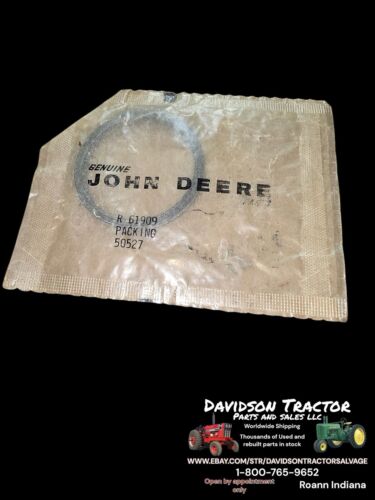 GENUINE
JOHN DEERE
R 61909
PACKING
50527
DAVIDSON TRACTOR
PARTS AND SALES LLC
Worldwide Shipping
Thousands of Used and
rebuilt parts in stock
WWW.EBAY.COM/STR/DAVIDSONTRACTORSALVAGE
1-800-765-9652
Open by appointment
only
Roann Indiana